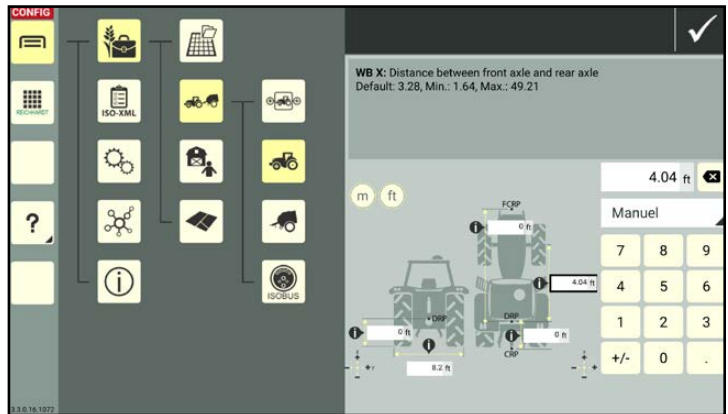 CONFIG
WB X: Distance between front axle and rear axle
Default: 3.28, Min.: 1.64, Max.: 49.21
REICHHARDT
ISO-XML
?
ISOBUS
m ft
4.04 ft
Manuel
7 8 9
4 5 6
1 2 3
+/- 0 .
FCRP
0 ft
4.04 ft
DRP
DRP
0 ft
0 ft
CRP
8.2 ft
3.3.0.16.1072